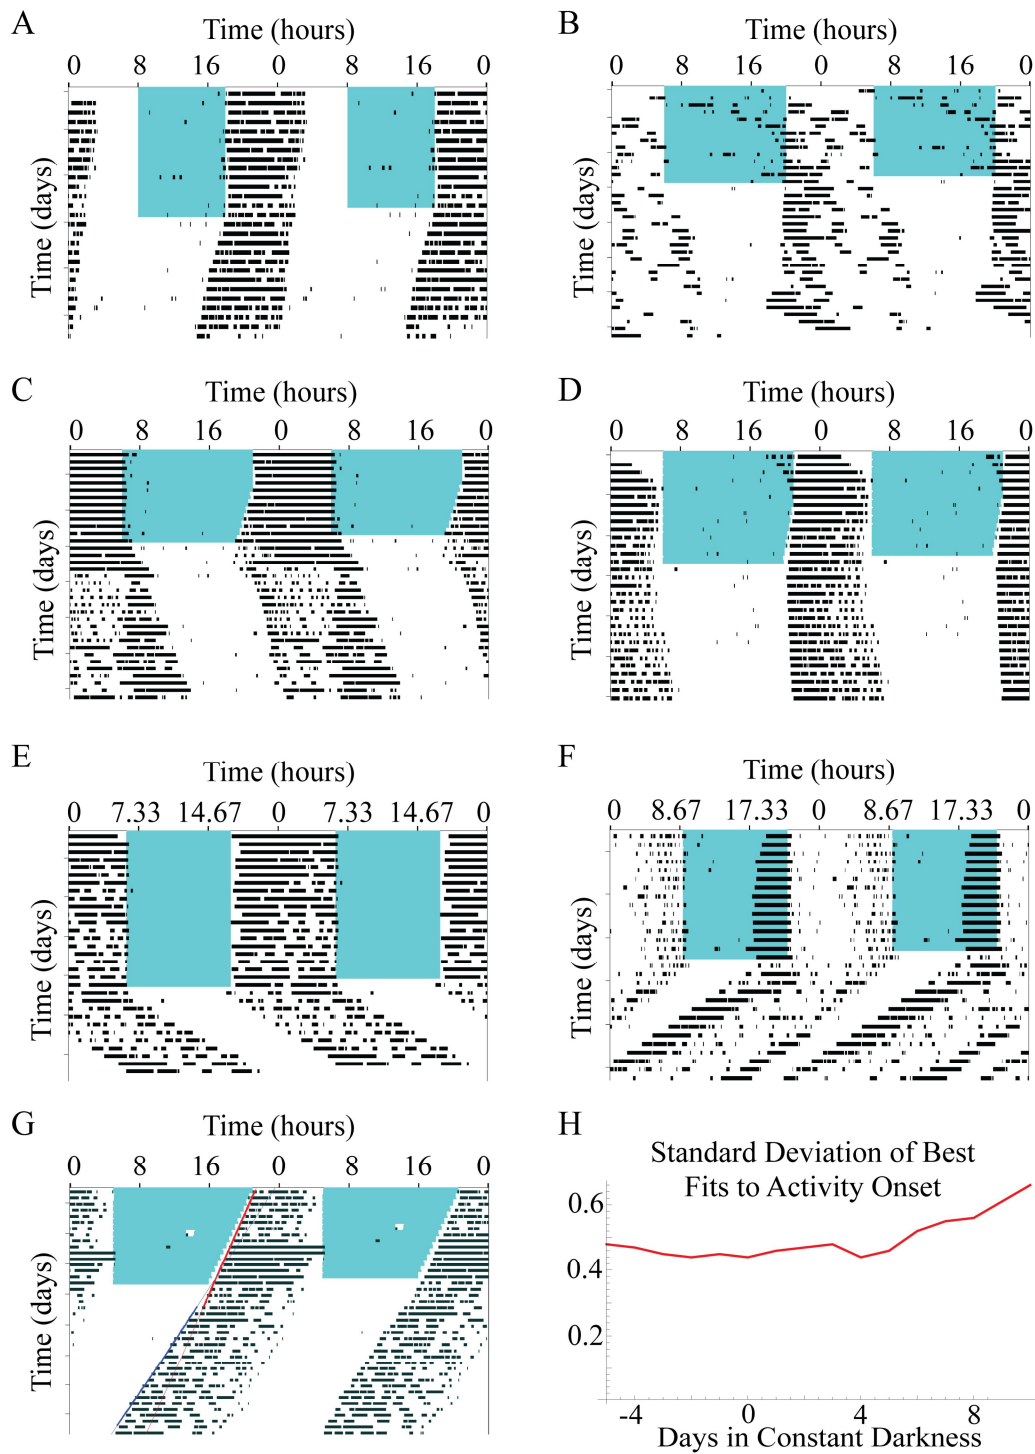 A
Time (hours)
0 8 16 0 8 16 0
Time (days)
B
Time (hours)
0 8 16 0 8 16 0
Time (days)
C
Time (hours)
0 8 16 0 8 16 0
Time (days)
D
Time (hours)
0 8 16 0 8 16 0
Time (days)
E
Time (hours)
0 7.33 14.67 0 7.33 14.67 0
Time (days)
F
Time (hours)
0 8.67 17.33 0 8.67 17.33 0
Time (days)
G
Time (hours)
0 8 16 0 8 16 0
Time (days)
H
Standard Deviation of Best
Fits to Activity Onset
0.6
0.4
0.2
-4 0 4 8
Days in Constant Darkness